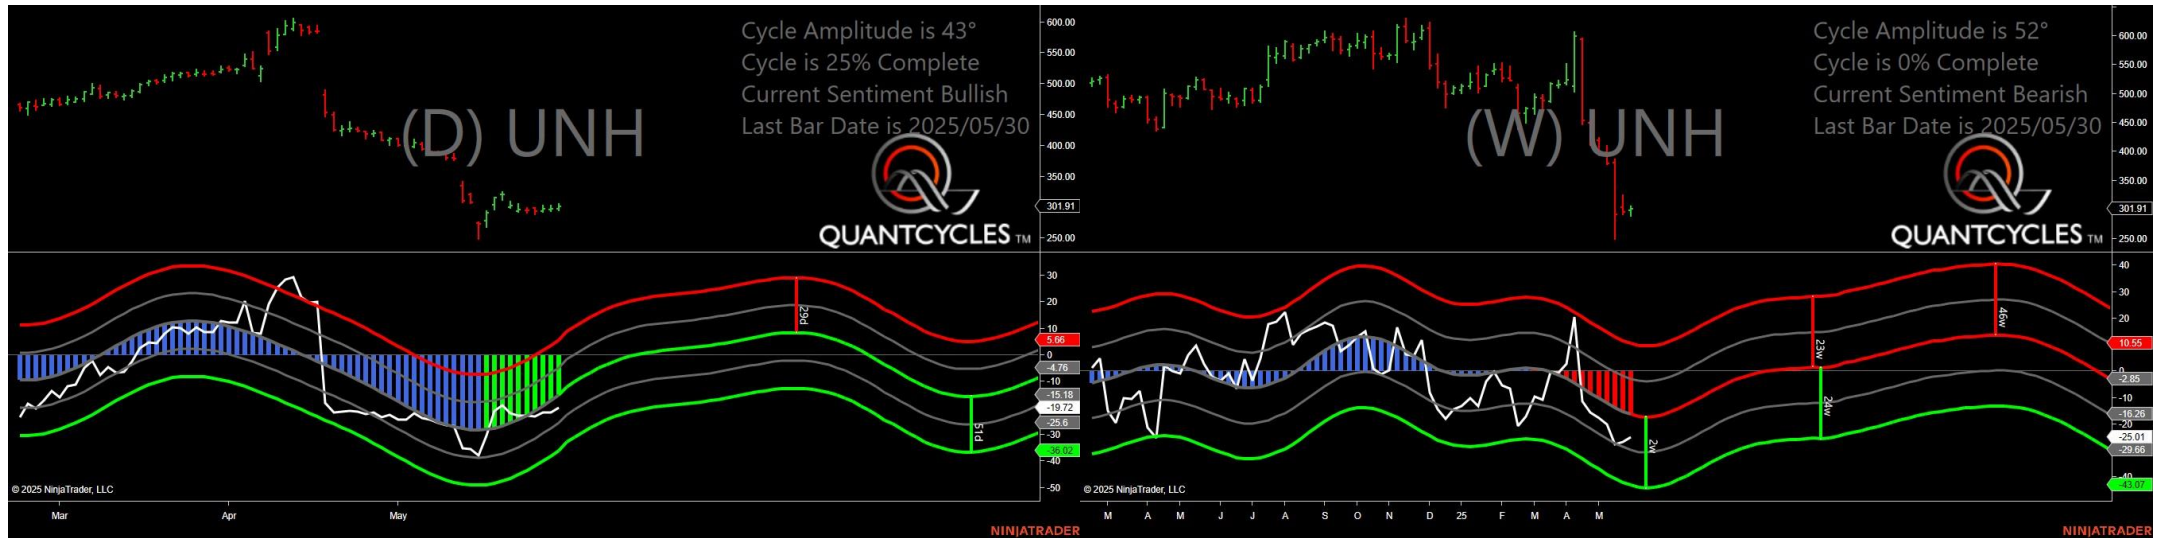 Cycle Amplitude is 43°
Cycle is 25% Complete
Current Sentiment Bullish
Last Bar Date is 2025/05/30
(D) UNH
QUANTCYCLES TM
600.00
550.00
500.00
450.00
400.00
350.00
301.91
250.00
30
20
10
5.66
0
-4.76
-10
-15.18
-19.72
-25.6
-30
-36.02
-40
-50
29d
51d
© 2025 NinjaTrader, LLC
Mar Apr May
NINJATRADER
Cycle Amplitude is 52°
Cycle is 0% Complete
Current Sentiment Bearish
Last Bar Date is 2025/05/30
(W) UNH
QUANTCYCLES TM
600.00
550.00
500.00
450.00
400.00
350.00
301.91
250.00
40
30
20
10.55
0
-2.85
-10
-16.26
-20
-25.01
-29.66
-40
-43.07
23w
46w
2w
24w
© 2025 NinjaTrader, LLC
M A M J J A S O N D 25 F M A M
NINJATRADER